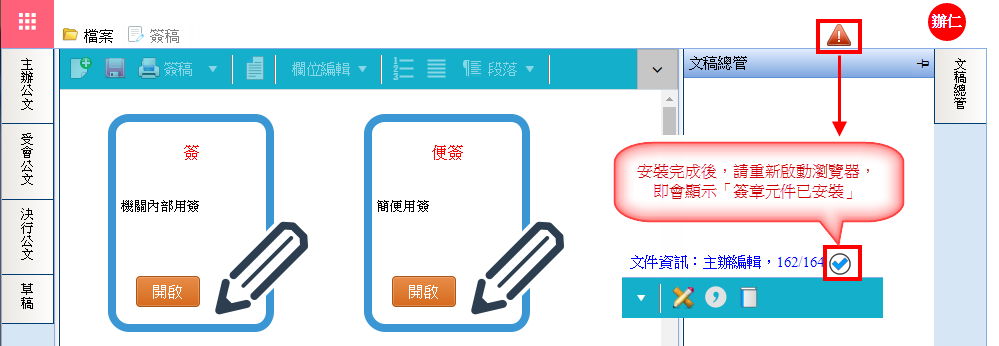 辦仁
檔案 簽稿
主辦公文
受會公文
決行公文
草稿
簽稿 欄位編輯 段落
文稿總管
文稿總管
簽
機關內部用簽
開啟
便簽
簡便用簽
開啟
安裝完成後，請重新啟動瀏覽器，
即會顯示「簽章元件已安裝」
文件資訊：主辦編輯，162/164